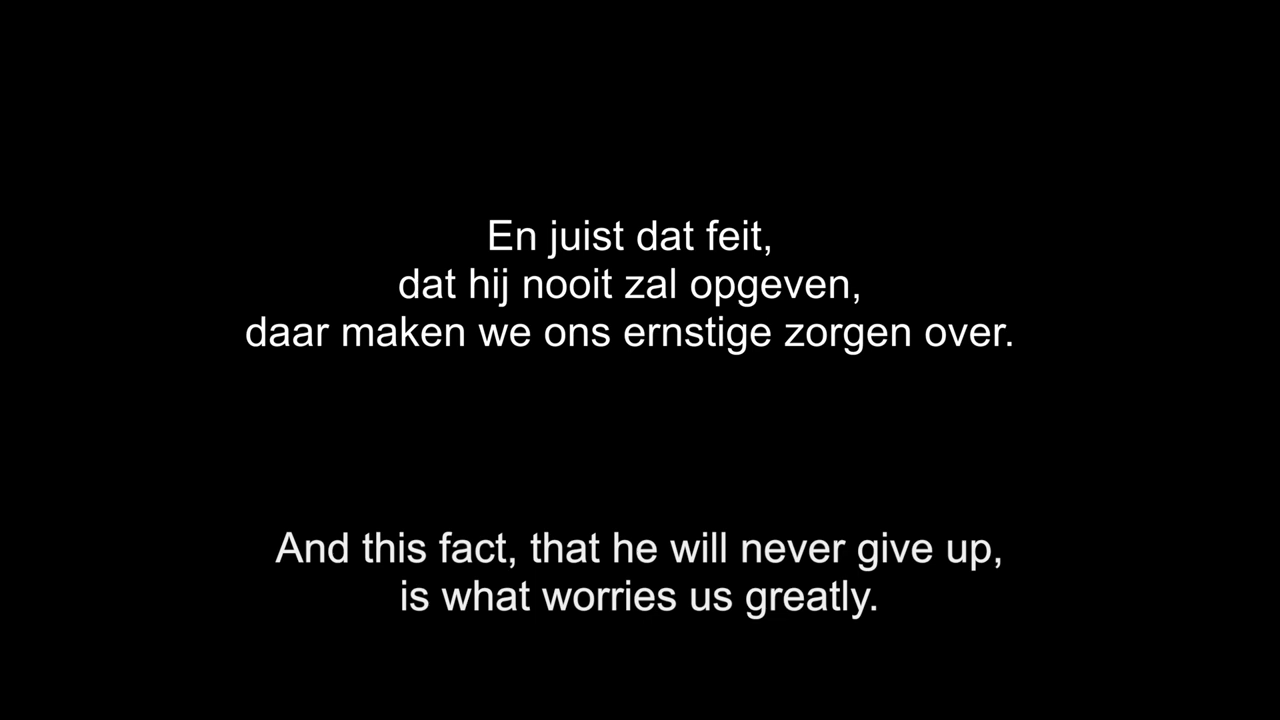 En juist dat feit,
dat hij nooit zal opgeven,
daar maken we ons ernstige zorgen over.
And this fact, that he will never give up,
is what worries us greatly.